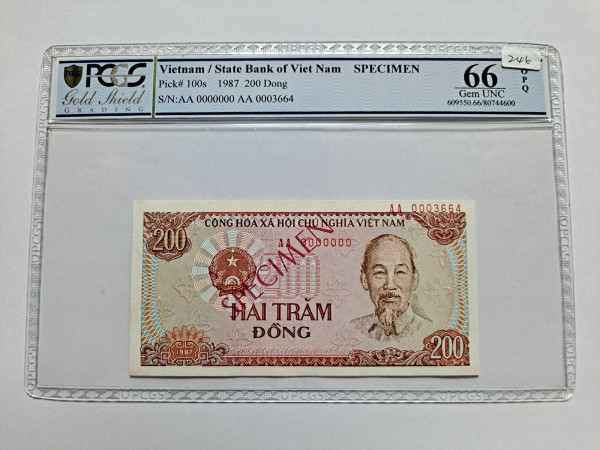 PCGS
Gold Shield
GRADING
Vietnam / State Bank of Viet Nam SPECIMEN
Pick# 100s 1987 200 Dong
S/N:AA 0000000 AA 0003664
246
66
Gem UNC
OPQ
609550.66/80744600
AA 0003664
CỘNG HÒA XÃ HỘI CHỦ NGHĨA VIỆT NAM
200
AA 0000000
SPECIMEN
200
HAI TRĂM
ĐỒNG
1987
200